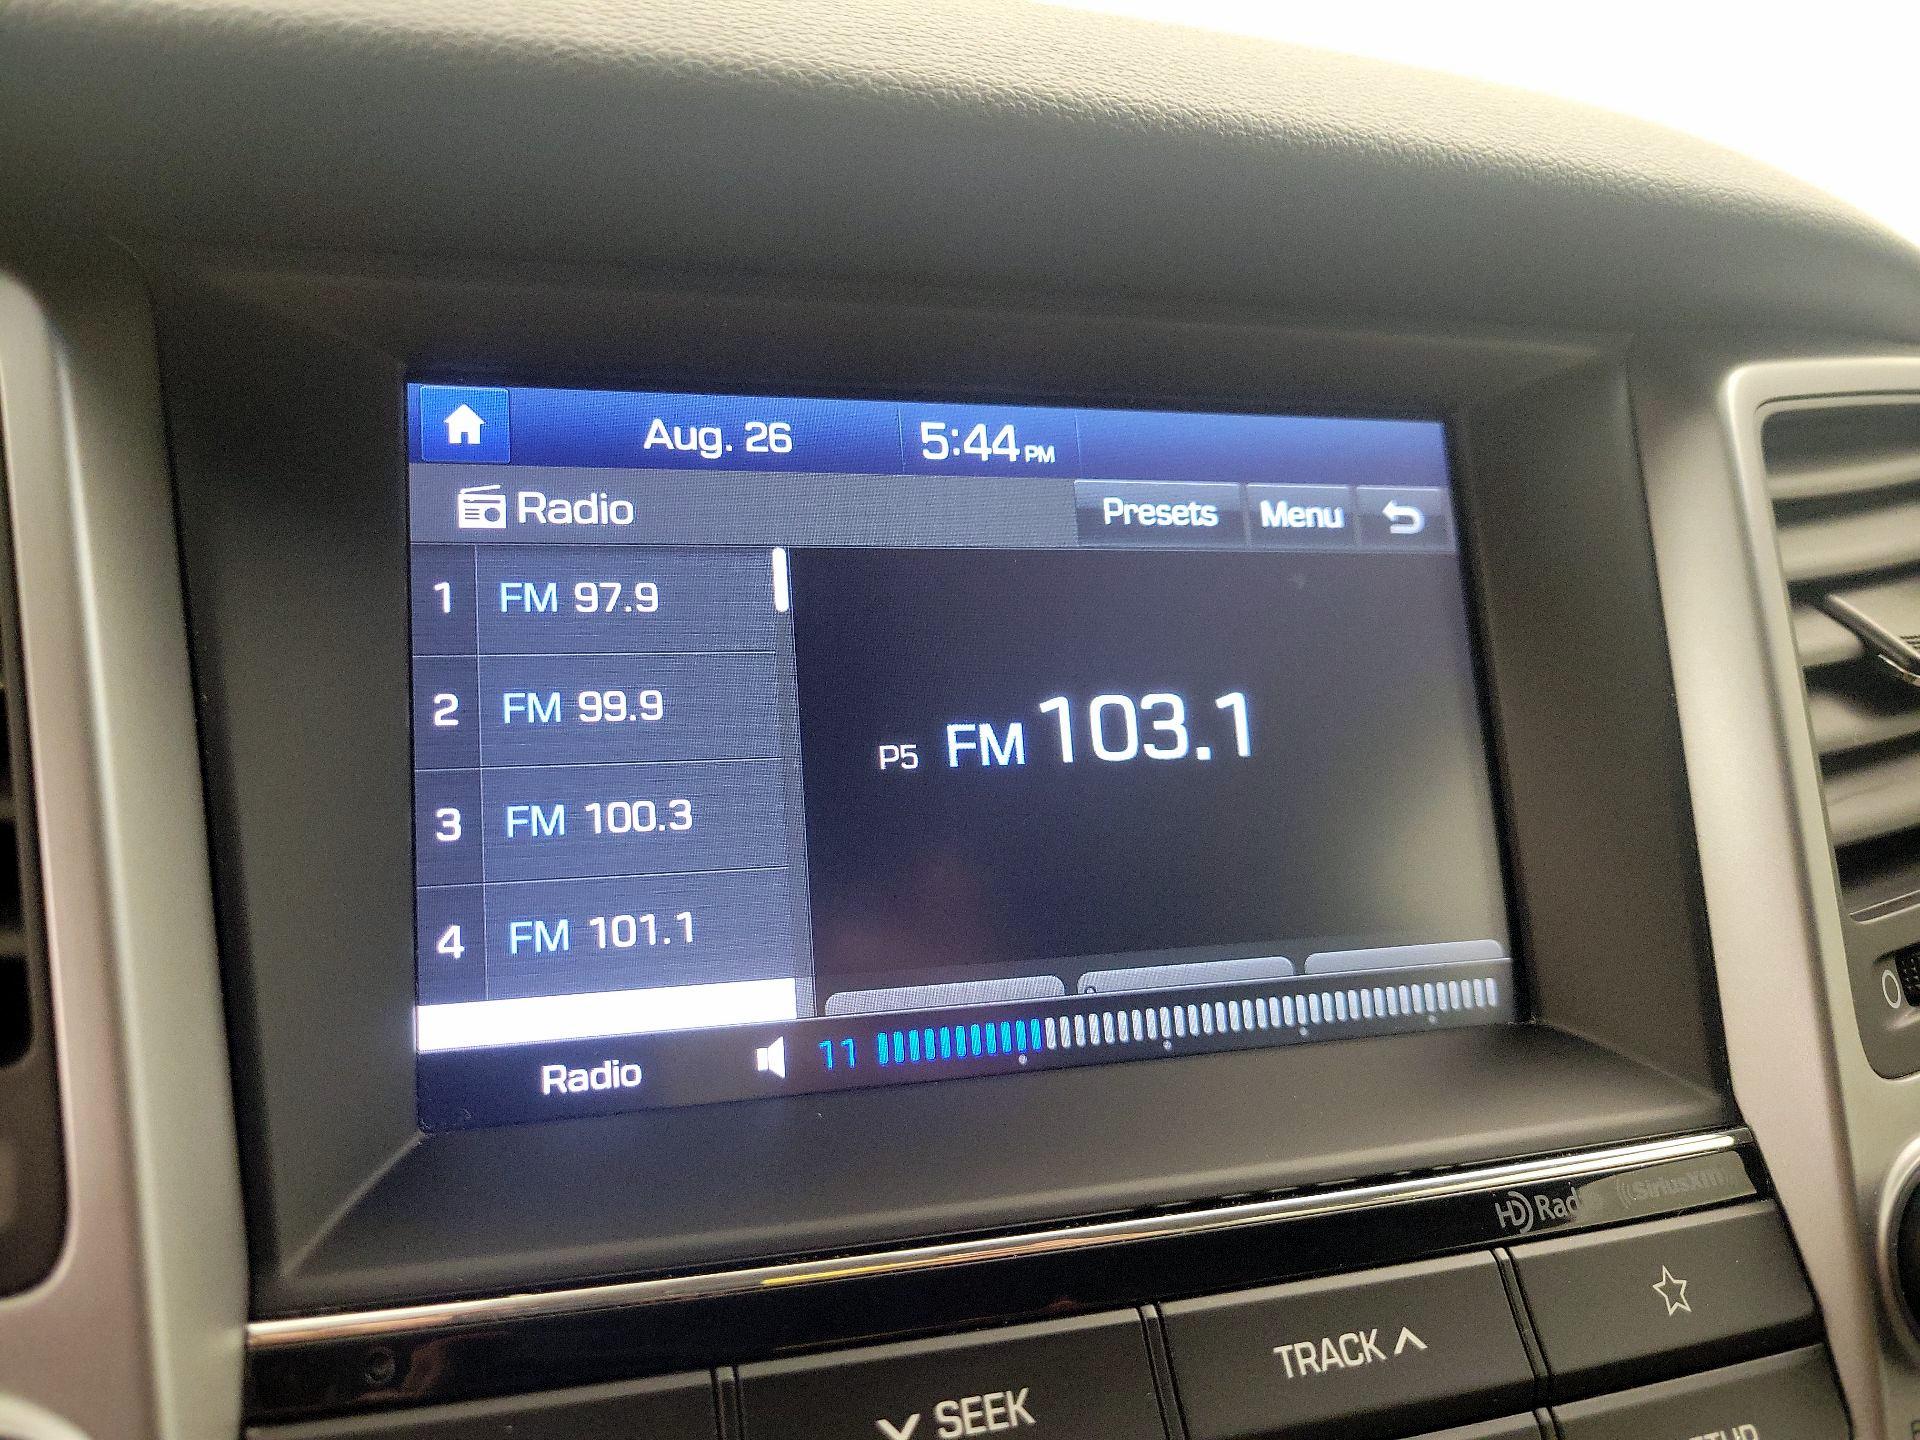 Aug. 26 5:44 PM
Radio Presets Menu
1 FM 97.9
2 FM 99.9
3 FM 100.3
4 FM 101.1
P5 FM 103.1
Radio 11
HD Radio SiriusXM
SEEK TRACK